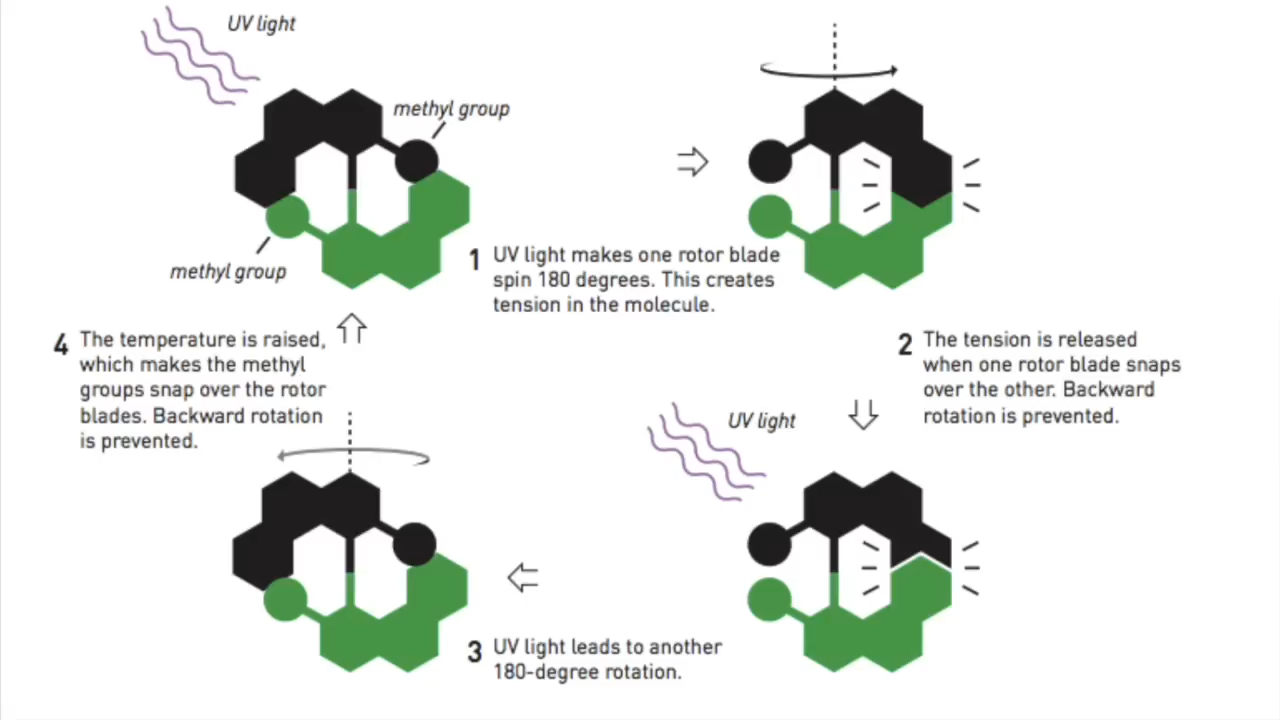 UV light
methyl group
methyl group
1 UV light makes one rotor blade
spin 180 degrees. This creates
tension in the molecule.
2 The tension is released
when one rotor blade snaps
over the other. Backward
rotation is prevented.
UV light
3 UV light leads to another
180-degree rotation.
4 The temperature is raised,
which makes the methyl
groups snap over the rotor
blades. Backward rotation
is prevented.